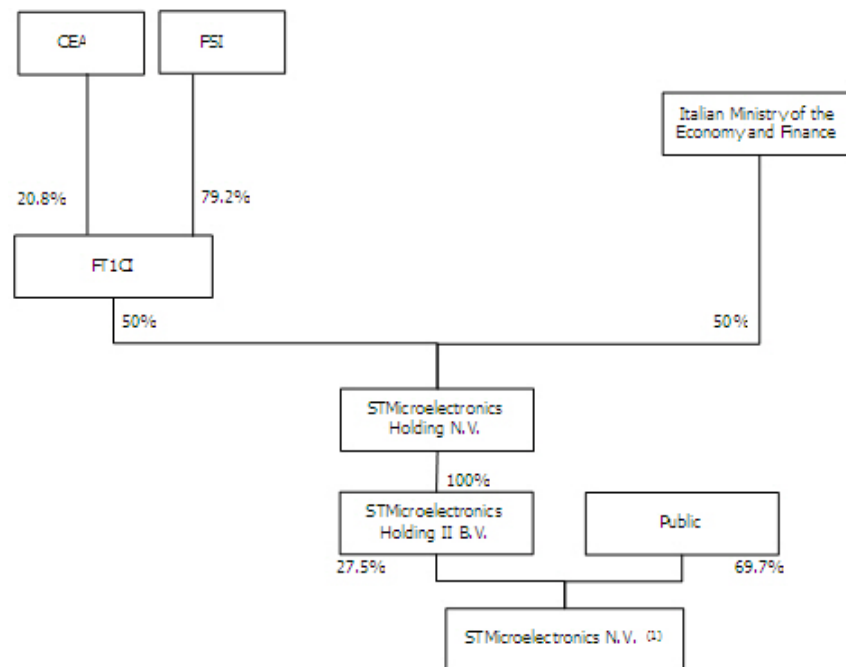 CEA
FSI
Italian Ministry of the
Economy and Finance
20.8%
79.2%
FT1CI
50%
50%
STMicroelectronics
Holding N.V.
100%
STMicroelectronics
Holding II B.V.
Public
27.5%
69.7%
STMicroelectronics N.V. (1)